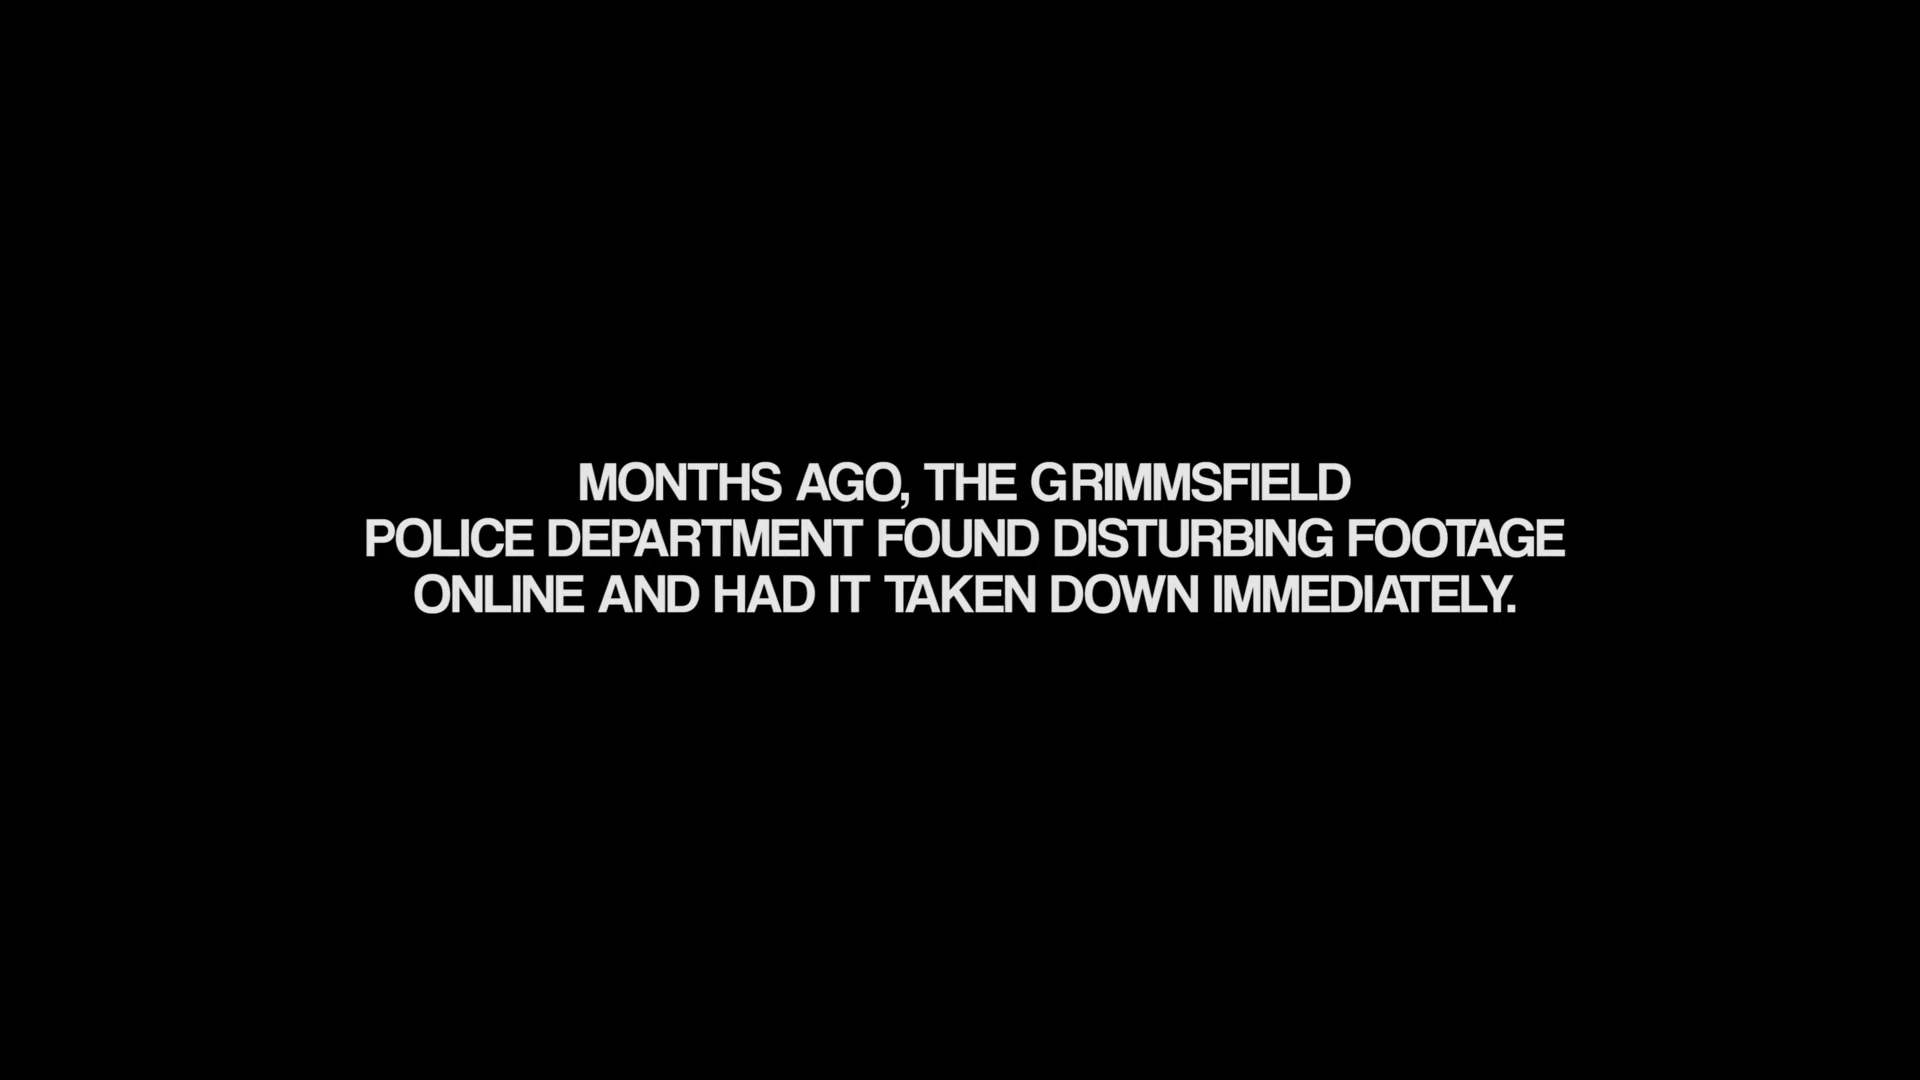 MONTHS AGO, THE GRIMMSFIELD
POLICE DEPARTMENT FOUND DISTURBING FOOTAGE
ONLINE AND HAD IT TAKEN DOWN IMMEDIATELY.